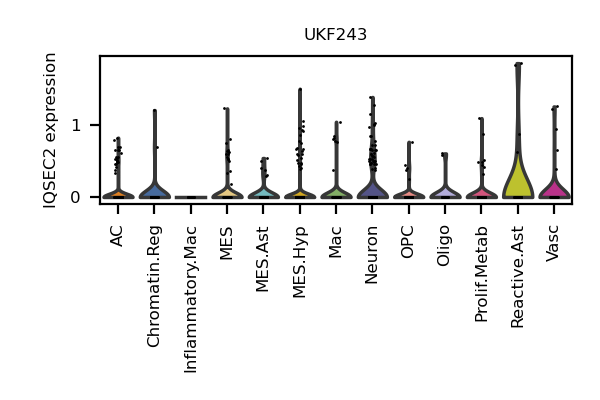 UKF243
IQSEC2 expression
1
0
AC
Chromatin.Reg
Inflammatory.Mac
MES
MES.Ast
MES.Hyp
Mac
Neuron
OPC
Oligo
Prolif.Metab
Reactive.Ast
Vasc